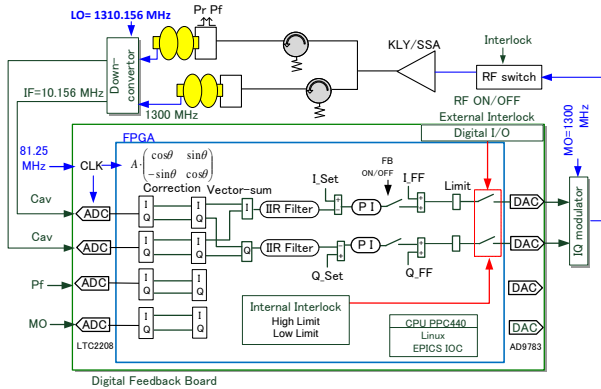 LO= 1310.156 MHz
Pr Pf
KLY/SSA
Interlock
Down-
convertor
RF switch
IF=10.156 MHz
1300 MHz
RF ON/OFF
External Interlock
Digital I/O
MO=1300
MHz
81.25
MHz
CLK
FPGA
A·(cosθ sinθ
−sinθ cosθ)
Correction
Vector-sum
I_Set
FB
ON/OFF
I_FF
Limit
Cav
ADC
I
Q
I
Q
I
IIR Filter
+
-
P I
+
+
DAC
Cav
ADC
I
Q
I
Q
Q
IIR Filter
-
+
P I
+
+
DAC
Q_Set
Q_FF
IQ modulator
Pf
ADC
I
Q
I
Q
DAC
Internal Interlock
High Limit
Low Limit
CPU PPC440
Linux
EPICS IOC
MO
ADC
I
Q
I
Q
DAC
LTC2208
AD9783
Digital Feedback Board